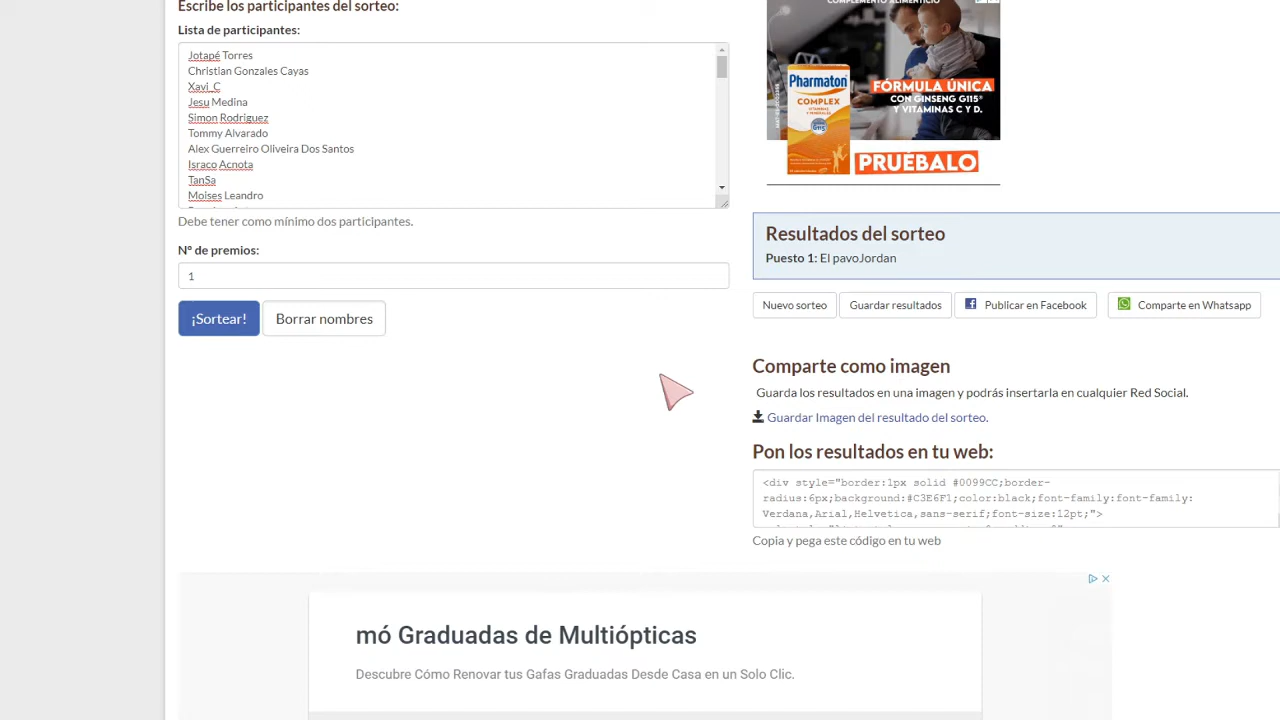 Escribe los participantes del sorteo:
Lista de participantes:
Jotapé Torres
Christian Gonzales Cayas
Xavi_C
Jesu Medina
Simon Rodriguez
Tommy Alvarado
Alex Guerreiro Oliveira Dos Santos
Israco Acnota
TanSa
Moises Leandro
Debe tener como mínimo dos participantes.
Nº de premios:
1
¡Sortear!
Borrar nombres
COMPLEMENTO ALIMENTICIO
Pharmaton
COMPLEX
FÓRMULA ÚNICA
CON GINSENG G115®
Y VITAMINAS C Y D.
PRUÉBALO
Resultados del sorteo
Puesto 1: El pavoJordan
Nuevo sorteo
Guardar resultados
Publicar en Facebook
Comparte en Whatsapp
Comparte como imagen
Guarda los resultados en una imagen y podrás insertarla en cualquier Red Social.
Guardar Imagen del resultado del sorteo.
Pon los resultados en tu web:
<div style="border:1px solid #0099CC;border-
radius:6px;background:#C3E6F1;color:black;font-family:font-family:
Verdana,Arial,Helvetica,sans-serif;font-size:12pt;">
Copia y pega este código en tu web
mó Graduadas de Multiópticas
Descubre Cómo Renovar tus Gafas Graduadas Desde Casa en un Solo Clic.